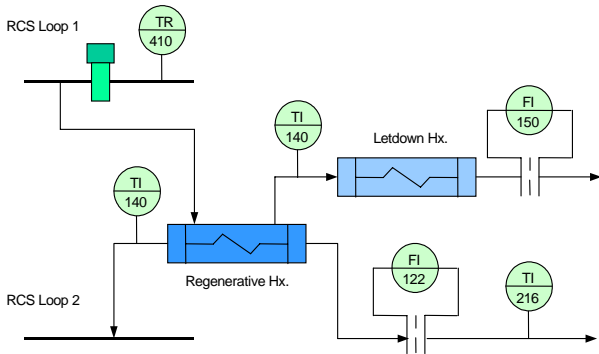 RCS Loop 1
TR
410
FI
150
TI
140
Letdown Hx.
TI
140
Regenerative Hx.
FI
122
TI
216
RCS Loop 2